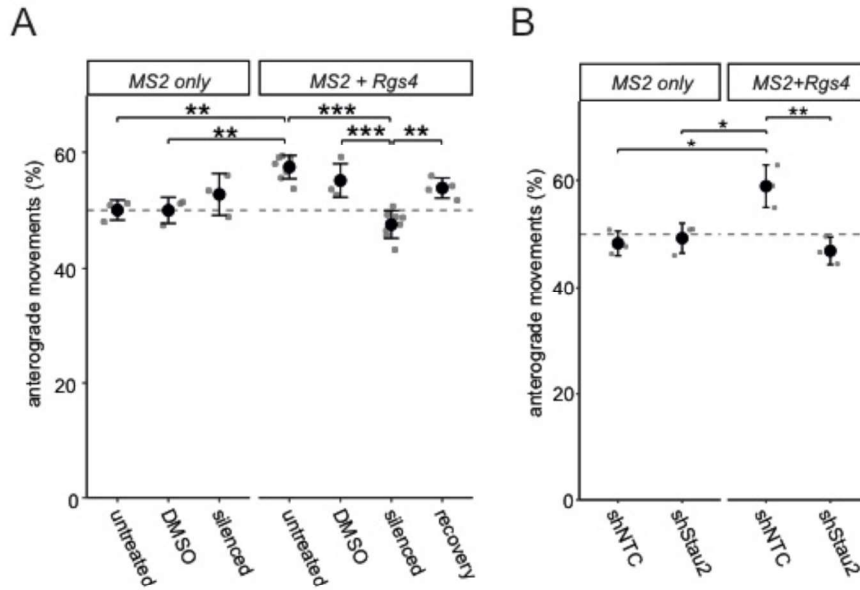 A
MS2 only
MS2 + Rgs4
** ***
** *** **
anterograde movements (%)
60
40
20
0
untreated
DMSO
silenced
untreated
DMSO
silenced
recovery
B
MS2 only
MS2+Rgs4
**
*
*
anterograde movements (%)
60
40
20
0
shNTC
shStau2
shNTC
shStau2